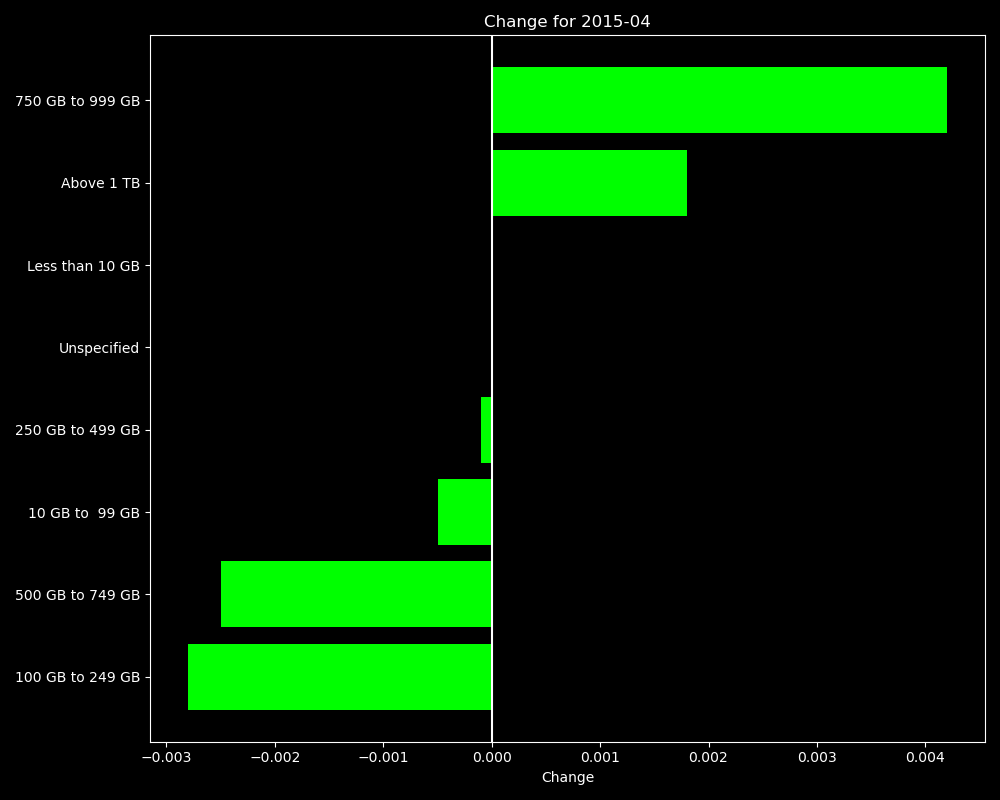 Change for 2015-04
750 GB to 999 GB
Above 1 TB
Less than 10 GB
Unspecified
250 GB to 499 GB
10 GB to  99 GB
500 GB to 749 GB
100 GB to 249 GB
−0.003 −0.002 −0.001 0.000 0.001 0.002 0.003 0.004
Change